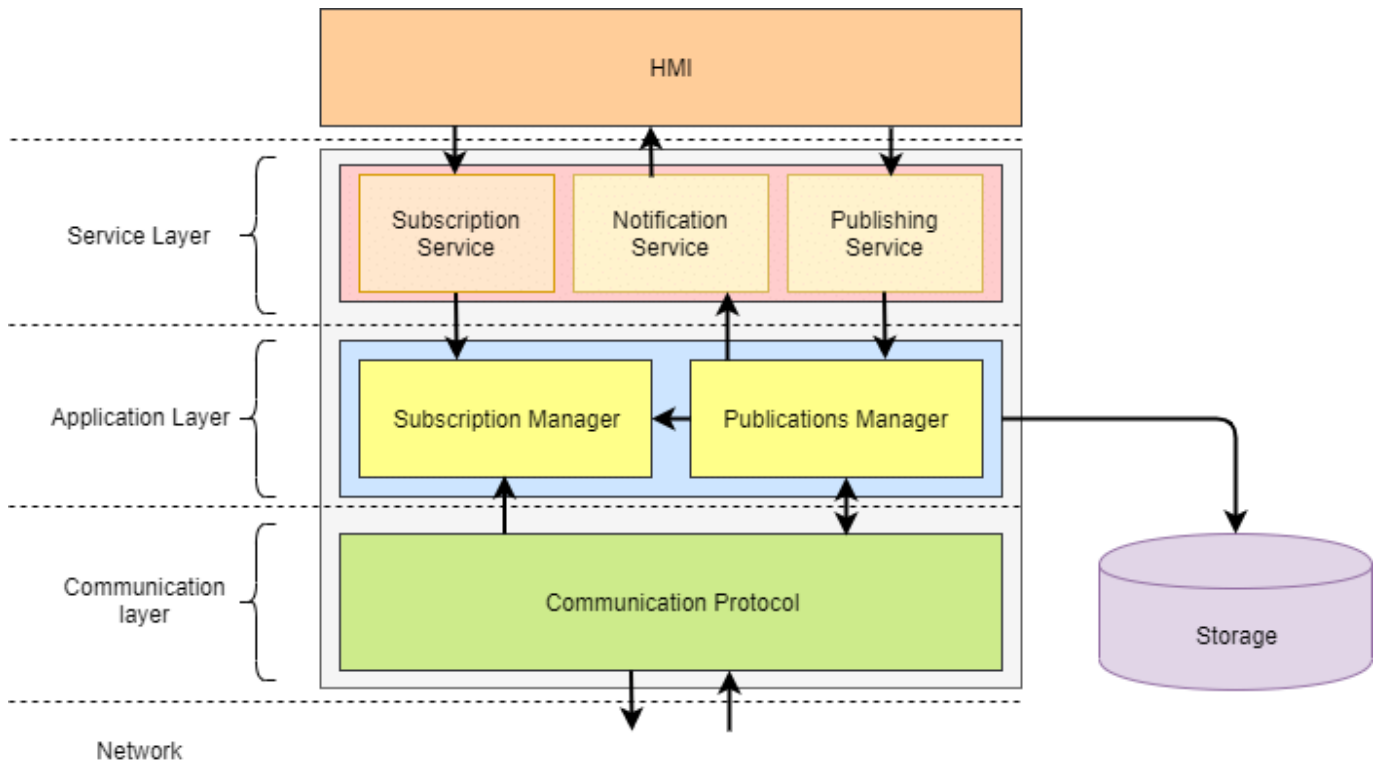 HMI
Service Layer
Subscription
Service
Notification
Service
Publishing
Service
Application Layer
Subscription Manager
Publications Manager
Communication
layer
Communication Protocol
Storage
Network